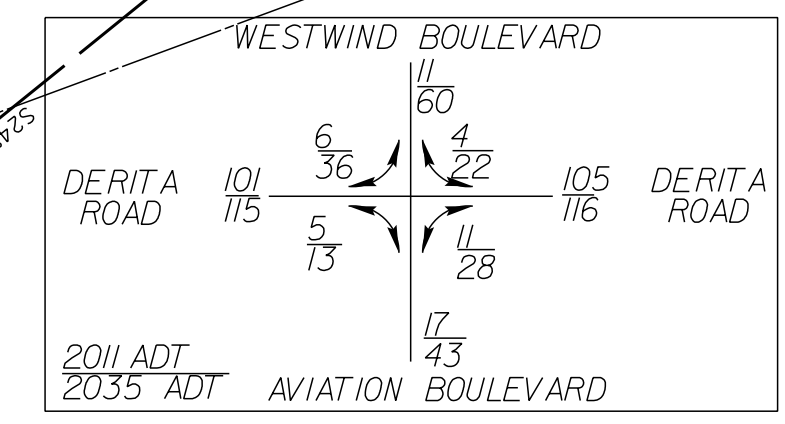 WESTWIND BOULEVARD
11
60
6
36
4
22
DERITA
ROAD
101
115
105
116
DERITA
ROAD
5
13
11
28
17
43
2011 ADT
2035 ADT
AVIATION BOULEVARD